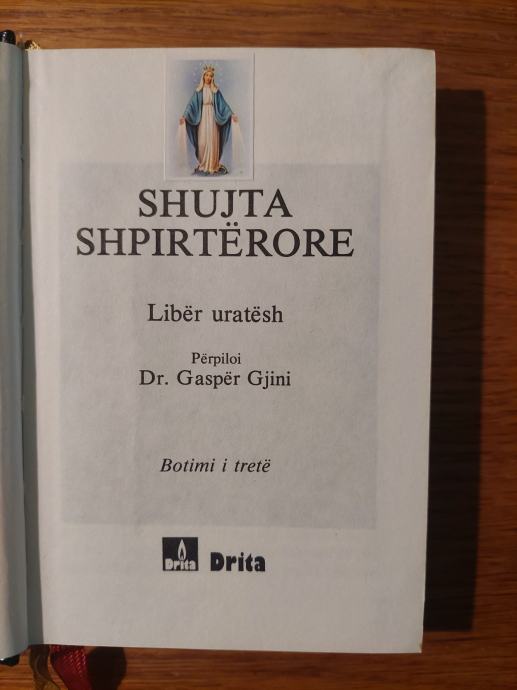 SHUJTA
SHPIRTËRORE
Libër uratësh
Përpiloi
Dr. Gaspër Gjini
Botimi i tretë
Drita Drita